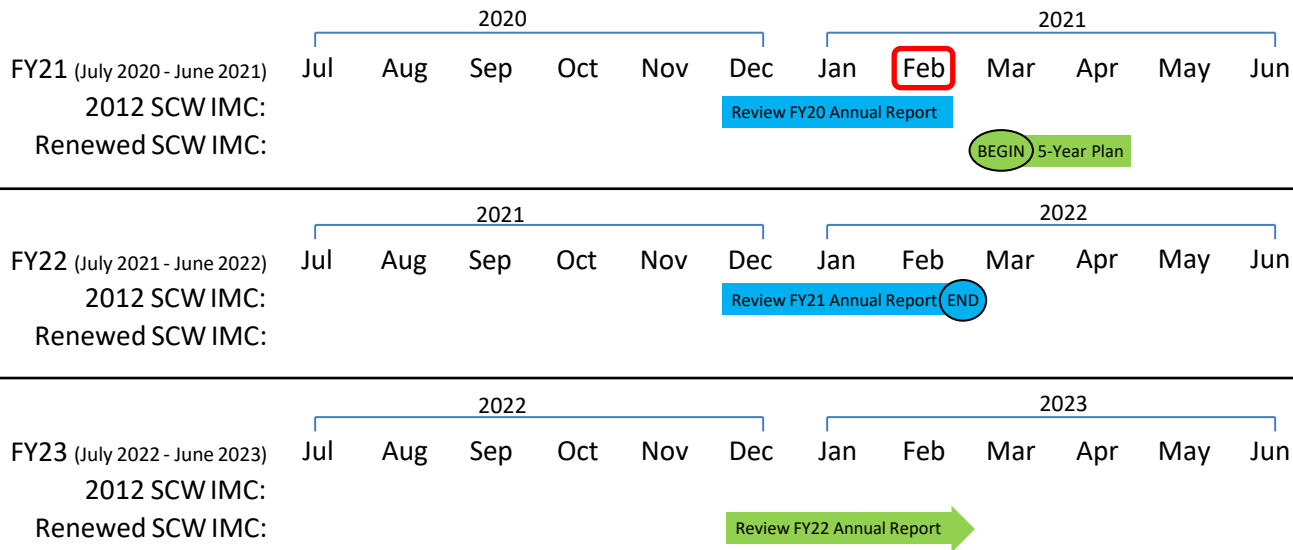 2020 2021
FY21 (July 2020 - June 2021) Jul Aug Sep Oct Nov Dec Jan Feb Mar Apr May Jun
2012 SCW IMC: Review FY20 Annual Report
Renewed SCW IMC: BEGIN 5-Year Plan
2021 2022
FY22 (July 2021 - June 2022) Jul Aug Sep Oct Nov Dec Jan Feb Mar Apr May Jun
2012 SCW IMC: Review FY21 Annual Report END
Renewed SCW IMC:
2022 2023
FY23 (July 2022 - June 2023) Jul Aug Sep Oct Nov Dec Jan Feb Mar Apr May Jun
2012 SCW IMC:
Renewed SCW IMC: Review FY22 Annual Report